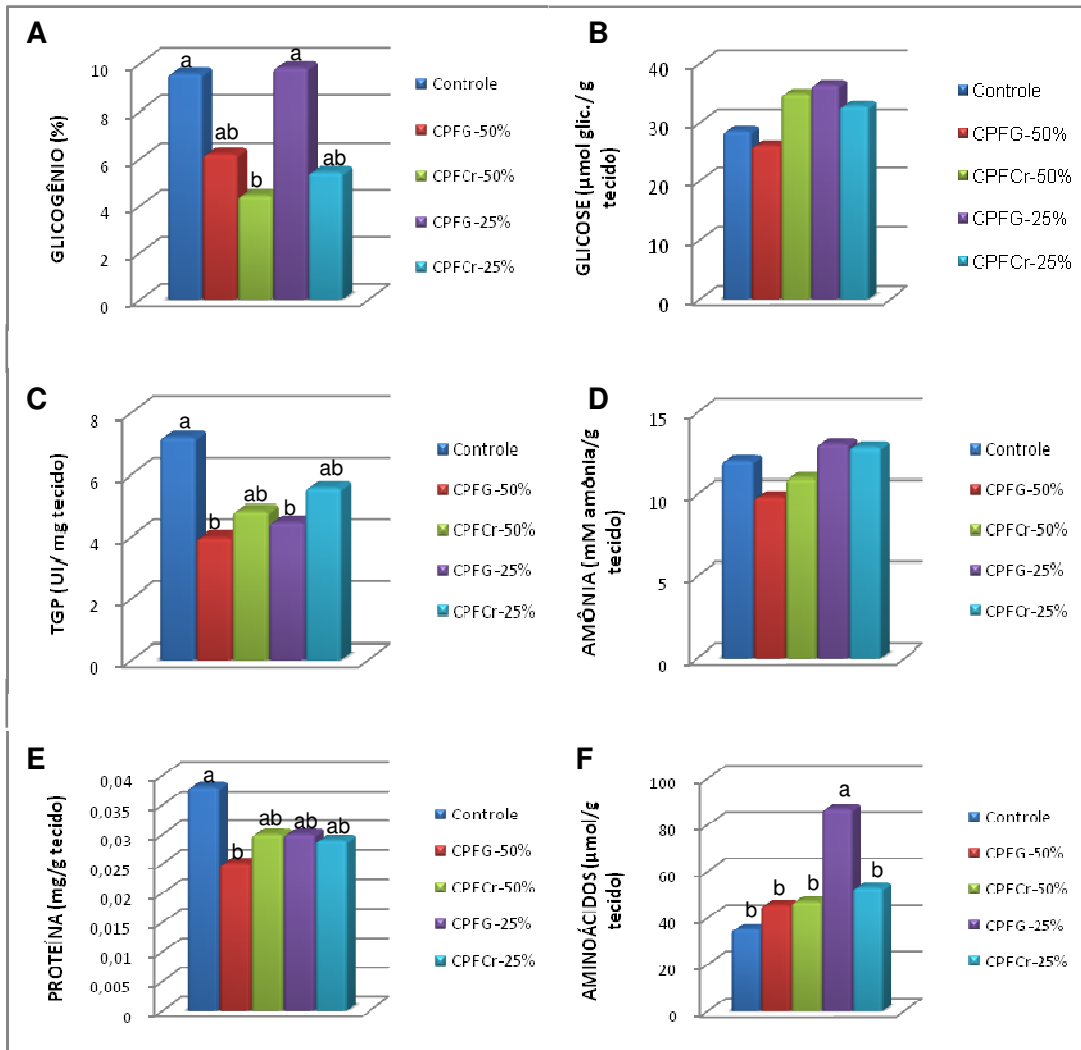 A
GLICOGÊNIO (%)
10
8
6
4
2
0
a
ab
b
a
ab
Controle
CPFG-50%
CPFCr-50%
CPFG-25%
CPFCr-25%
B
GLICOSE (µmol glic./ g
tecido)
40
30
20
10
0
Controle
CPFG-50%
CPFCr-50%
CPFG-25%
CPFCr-25%
C
TGP (UI/ mg tecido)
8
6
4
2
0
a
b
ab
b
ab
Controle
CPFG-50%
CPFCr-50%
CPFG-25%
CPFCr-25%
D
AMÔNIA (mM amônia/g
tecido)
15
10
5
0
Controle
CPFG-50%
CPFCr-50%
CPFG-25%
CPFCr-25%
E
PROTEÍNA (mg/g tecido)
0,04
0,035
0,03
0,025
0,02
0,015
0,01
0,005
0
a
b
ab
ab
ab
Controle
CPFG-50%
CPFCr-50%
CPFG-25%
CPFCr-25%
F
AMINOÁCIDOS (µmol/g
tecido)
100
80
60
40
20
0
b
b
b
a
b
Controle
CPFG-50%
CPFCr-50%
CPFG-25%
CPFCr-25%